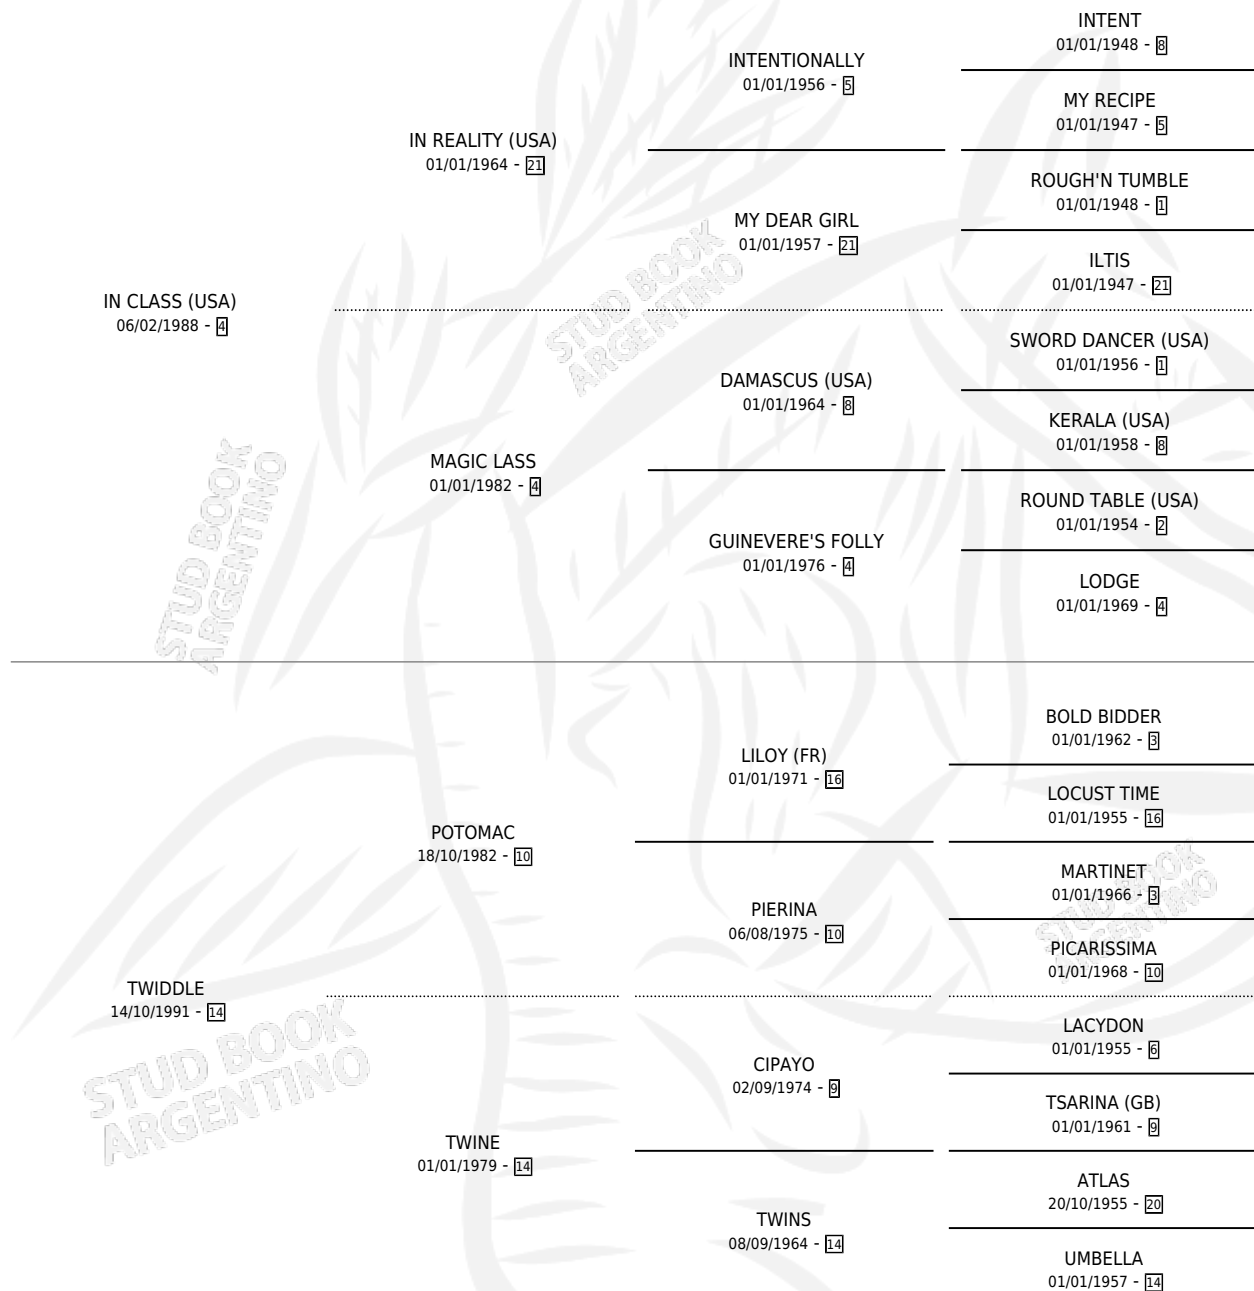 INTENT
01/01/1948 - 8
INTENTIONALLY
01/01/1956 - 5
MY RECIPE
01/01/1947 - 5
IN REALITY (USA)
01/01/1964 - 21
ROUGH'N TUMBLE
01/01/1948 - 1
MY DEAR GIRL
01/01/1957 - 21
ILTIS
01/01/1947 - 21
IN CLASS (USA)
06/02/1988 - 4
STUD BOOK
ARGENTINO
SWORD DANCER (USA)
01/01/1956 - 1
DAMASCUS (USA)
01/01/1964 - 8
KERALA (USA)
01/01/1958 - 8
MAGIC LASS
01/01/1982 - 4
ROUND TABLE (USA)
01/01/1954 - 2
GUINEVERE'S FOLLY
01/01/1976 - 4
LODGE
01/01/1969 - 4
STUD BOOK
ARGENTINO
BOLD BIDDER
01/01/1962 - 3
LILOY (FR)
01/01/1971 - 16
LOCUST TIME
01/01/1955 - 16
POTOMAC
18/10/1982 - 10
MARTINET
01/01/1966 - 3
STUD BOOK
ARGENTINO
PIERINA
06/08/1975 - 10
PICARISSIMA
01/01/1968 - 10
TWIDDLE
14/10/1991 - 14
STUD BOOK
ARGENTINO
LACYDON
01/01/1955 - 6
CIPAYO
02/09/1974 - 9
TSARINA (GB)
01/01/1961 - 9
TWINE
01/01/1979 - 14
ATLAS
20/10/1955 - 20
TWINS
08/09/1964 - 14
UMBELLA
01/01/1957 - 14